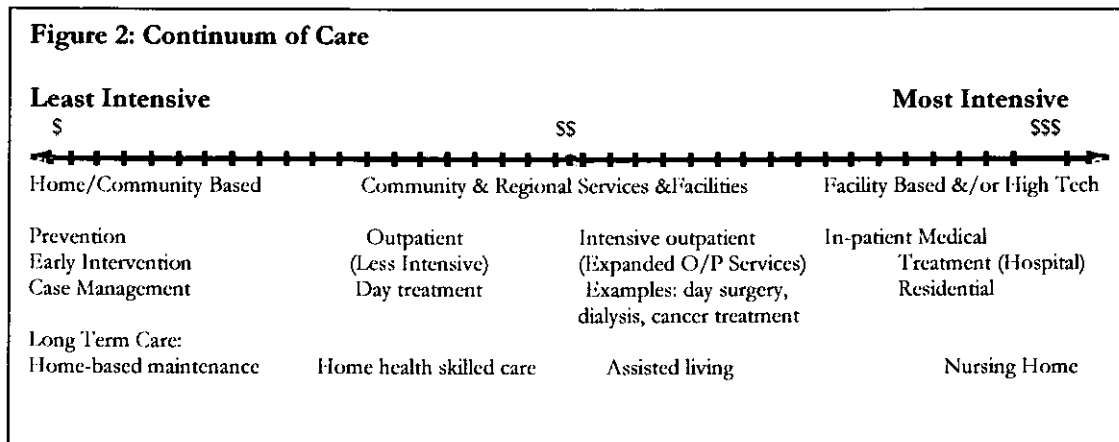 Figure 2: Continuum of Care
Least Intensive Most Intensive
$ $$ $$$
Home/Community Based Community & Regional Services &Facilities Facility Based &/or High Tech
Prevention Outpatient Intensive outpatient In-patient Medical
Early Intervention (Less Intensive) (Expanded O/P Services) Treatment (Hospital)
Case Management Day treatment Examples: day surgery, Residential
dialysis, cancer treatment
Long Term Care:
Home-based maintenance Home health skilled care Assisted living Nursing Home